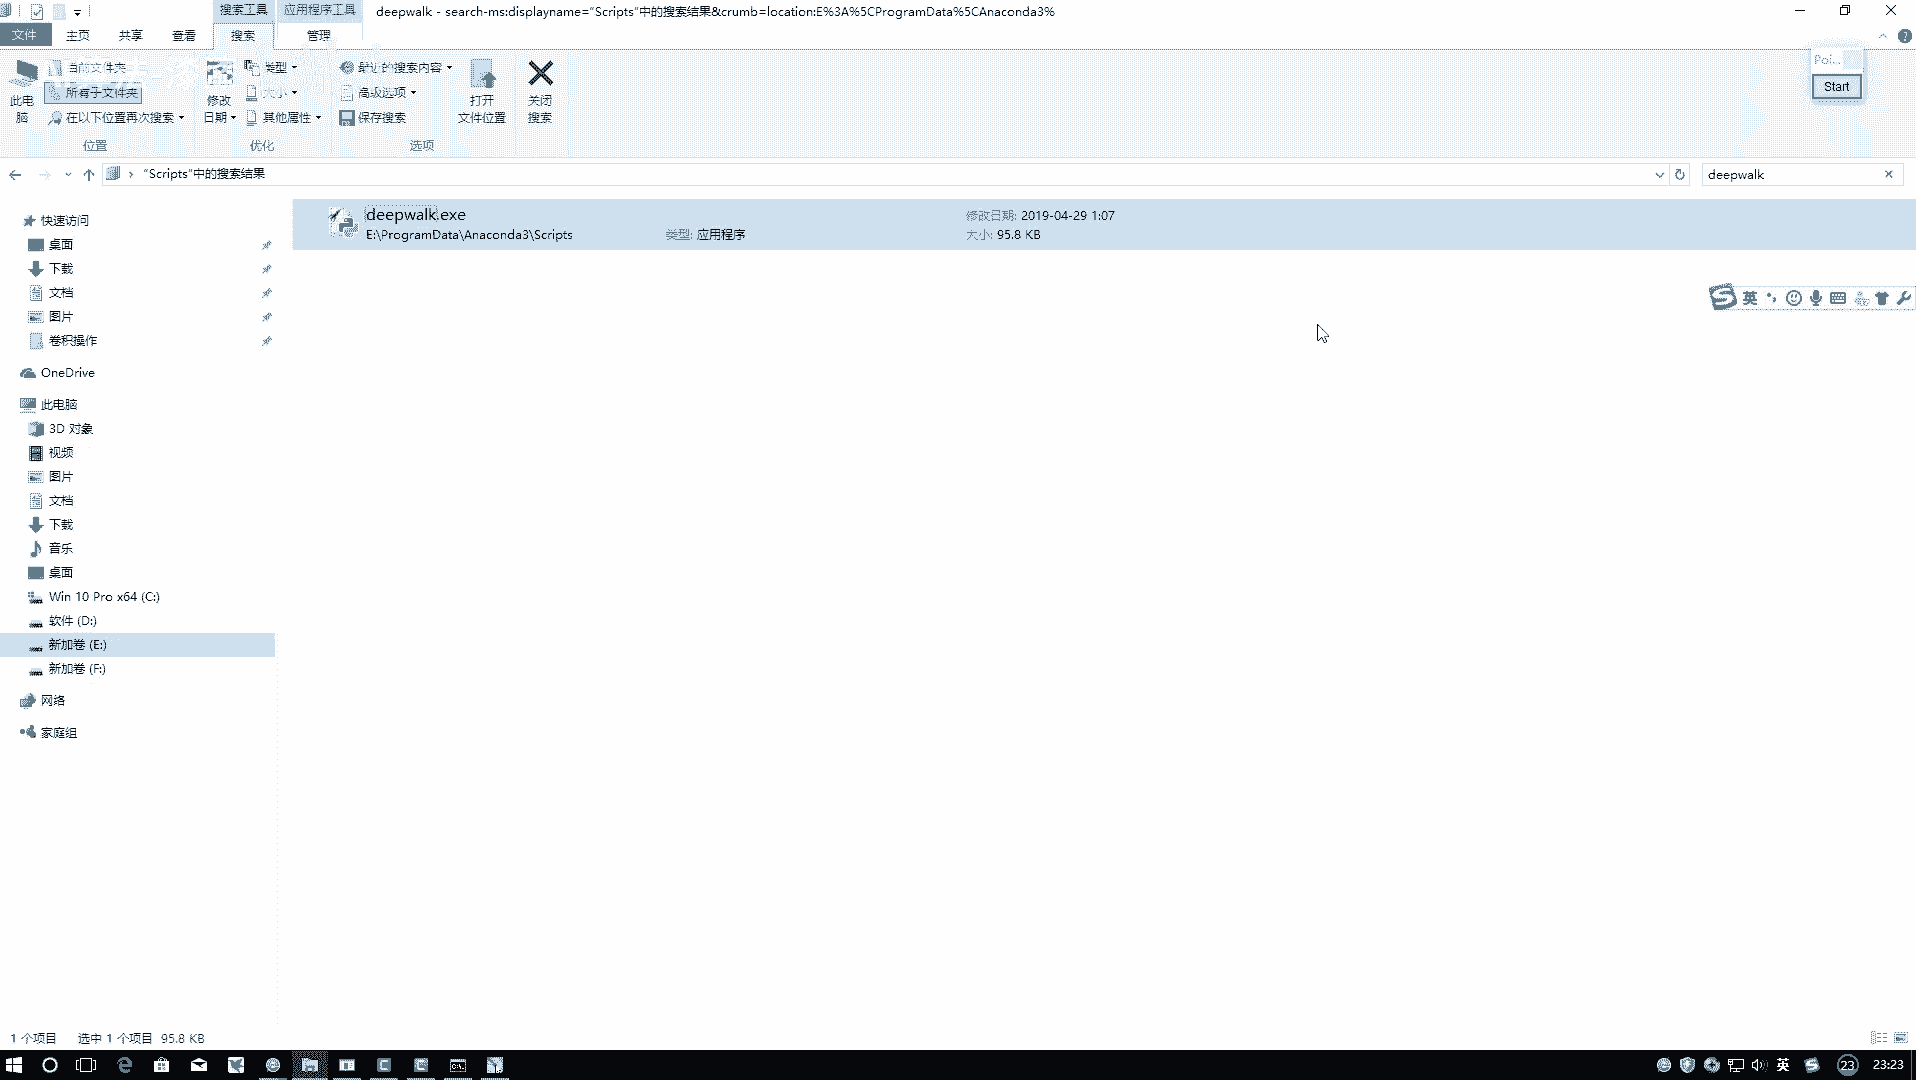 搜索工具 应用程序工具 deepwalk - search-ms:displayname="Scripts"中的搜索结果&crumb=location:E%3A%5CProgramData%5CAnaconda3%
文件 主页 共享 查看 搜索 管理
当前文件夹 类型 最近的搜索内容
所有子文件夹 大小 高级选项
此电脑 在以下位置再次搜索 修改日期 其他属性 保存搜索 打开文件位置 关闭搜索
位置 优化 选项
Poi...
Start
"Scripts"中的搜索结果
deepwalk
快速访问
桌面
下载
文档
图片
卷积操作
OneDrive
此电脑
3D 对象
视频
图片
文档
下载
音乐
桌面
Win 10 Pro x64 (C:)
软件 (D:)
新加卷 (E:)
新加卷 (F:)
网络
家庭组
deepwalk.exe 修改日期: 2019-04-29 1:07
E:\ProgramData\Anaconda3\Scripts 类型: 应用程序 大小: 95.8 KB
英
1 个项目 选中 1 个项目 95.8 KB
英 23 23:23